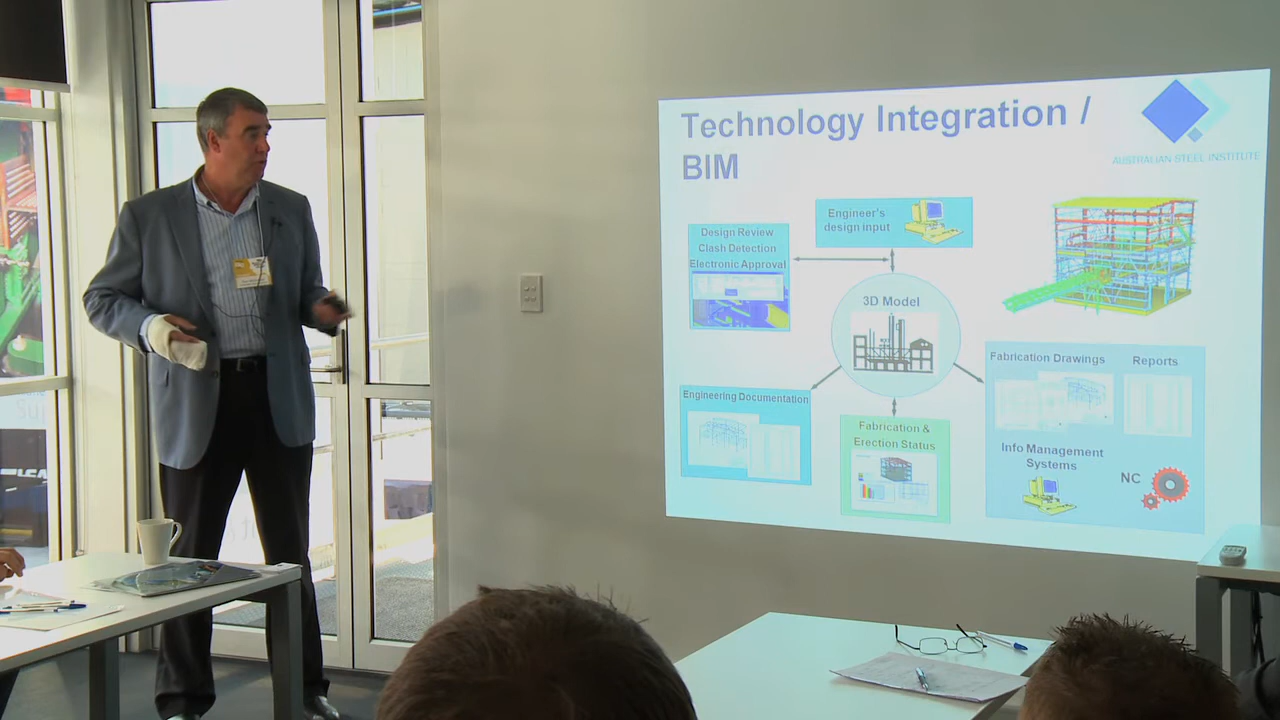 Technology Integration /
BIM
AUSTRALIAN STEEL INSTITUTE
Engineer's
design input
Design Review
Clash Detection
Electronic Approval
3D Model
Fabrication Drawings
Reports
Engineering Documentation
Fabrication &
Erection Status
Info Management
Systems
NC